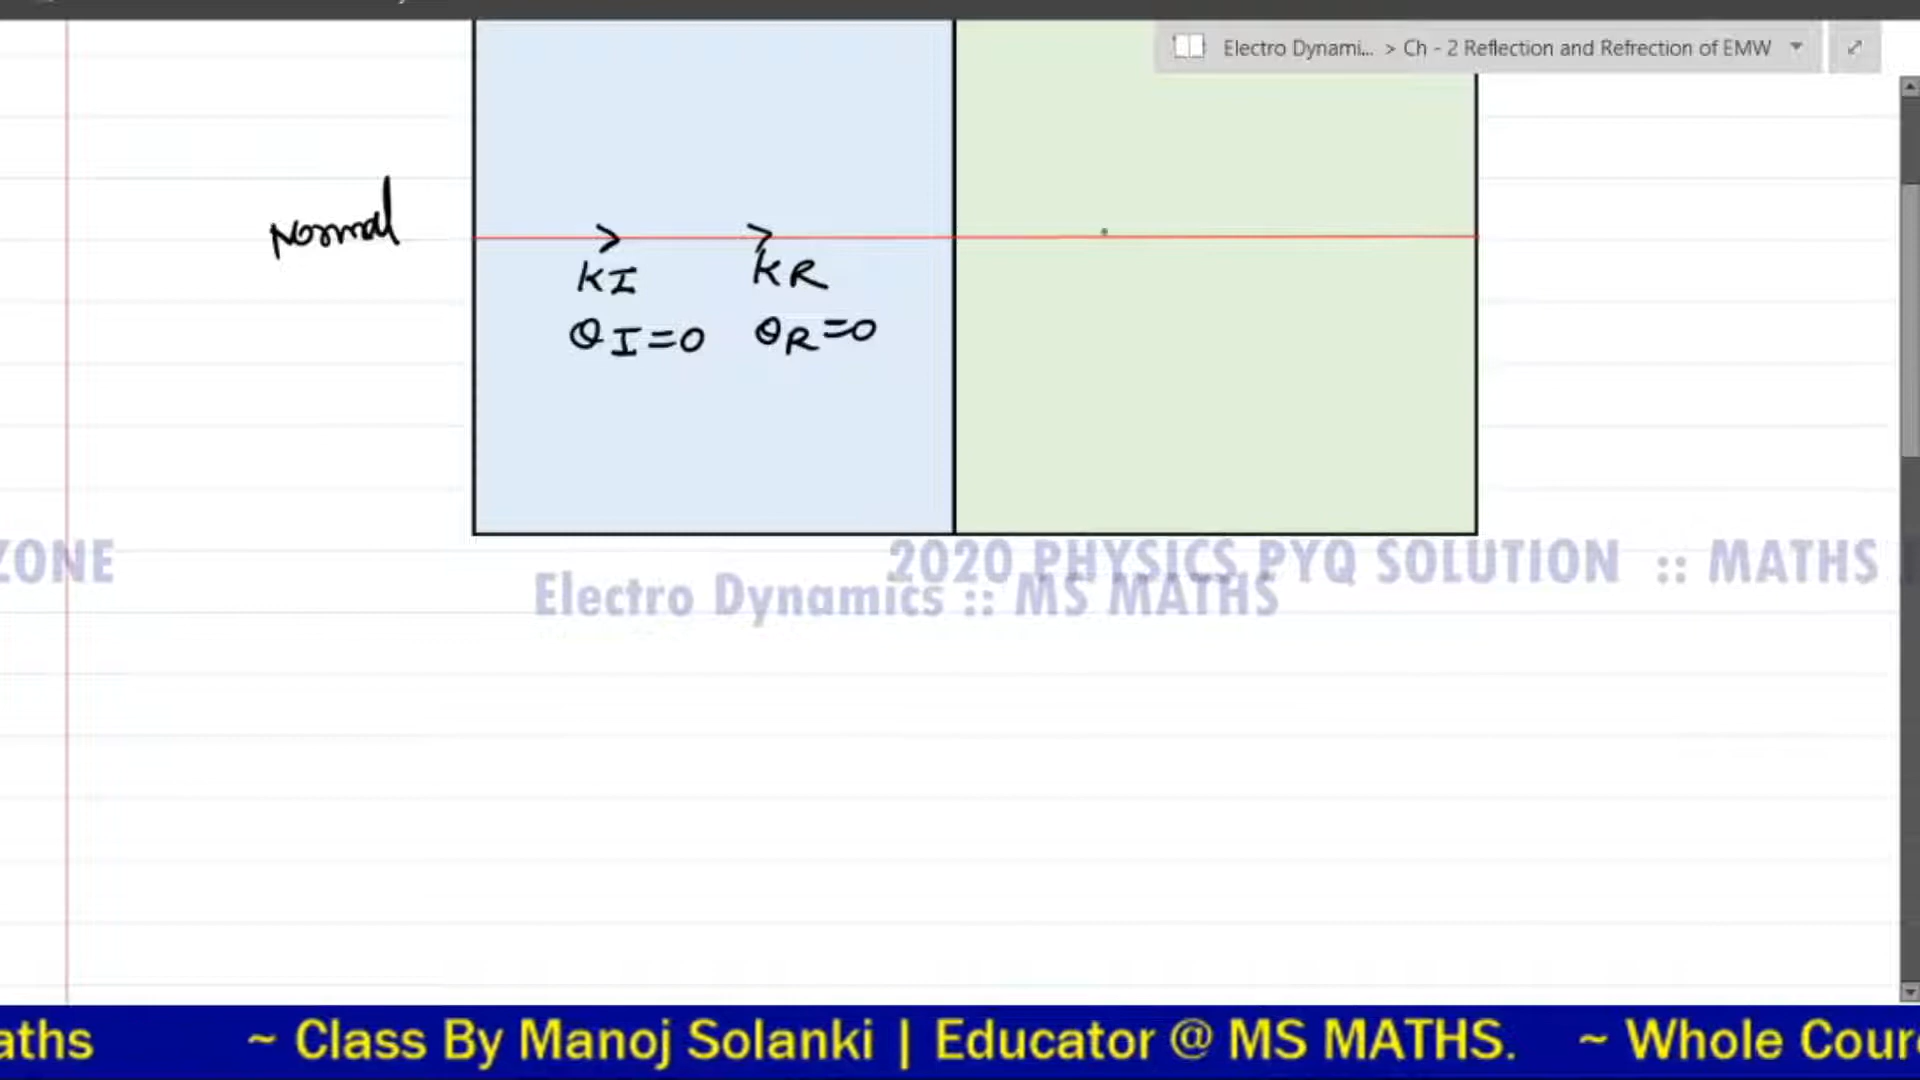 Electro Dynami... > Ch - 2 Reflection and Refrection of EMW
Normal
KI
KR
θI=0
θR=0
ZONE
2020 PHYSICS PYQ SOLUTION :: MATHS
Electro Dynamics :: MS MATHS
aths ~ Class By Manoj Solanki | Educator @ MS MATHS. ~ Whole Cour